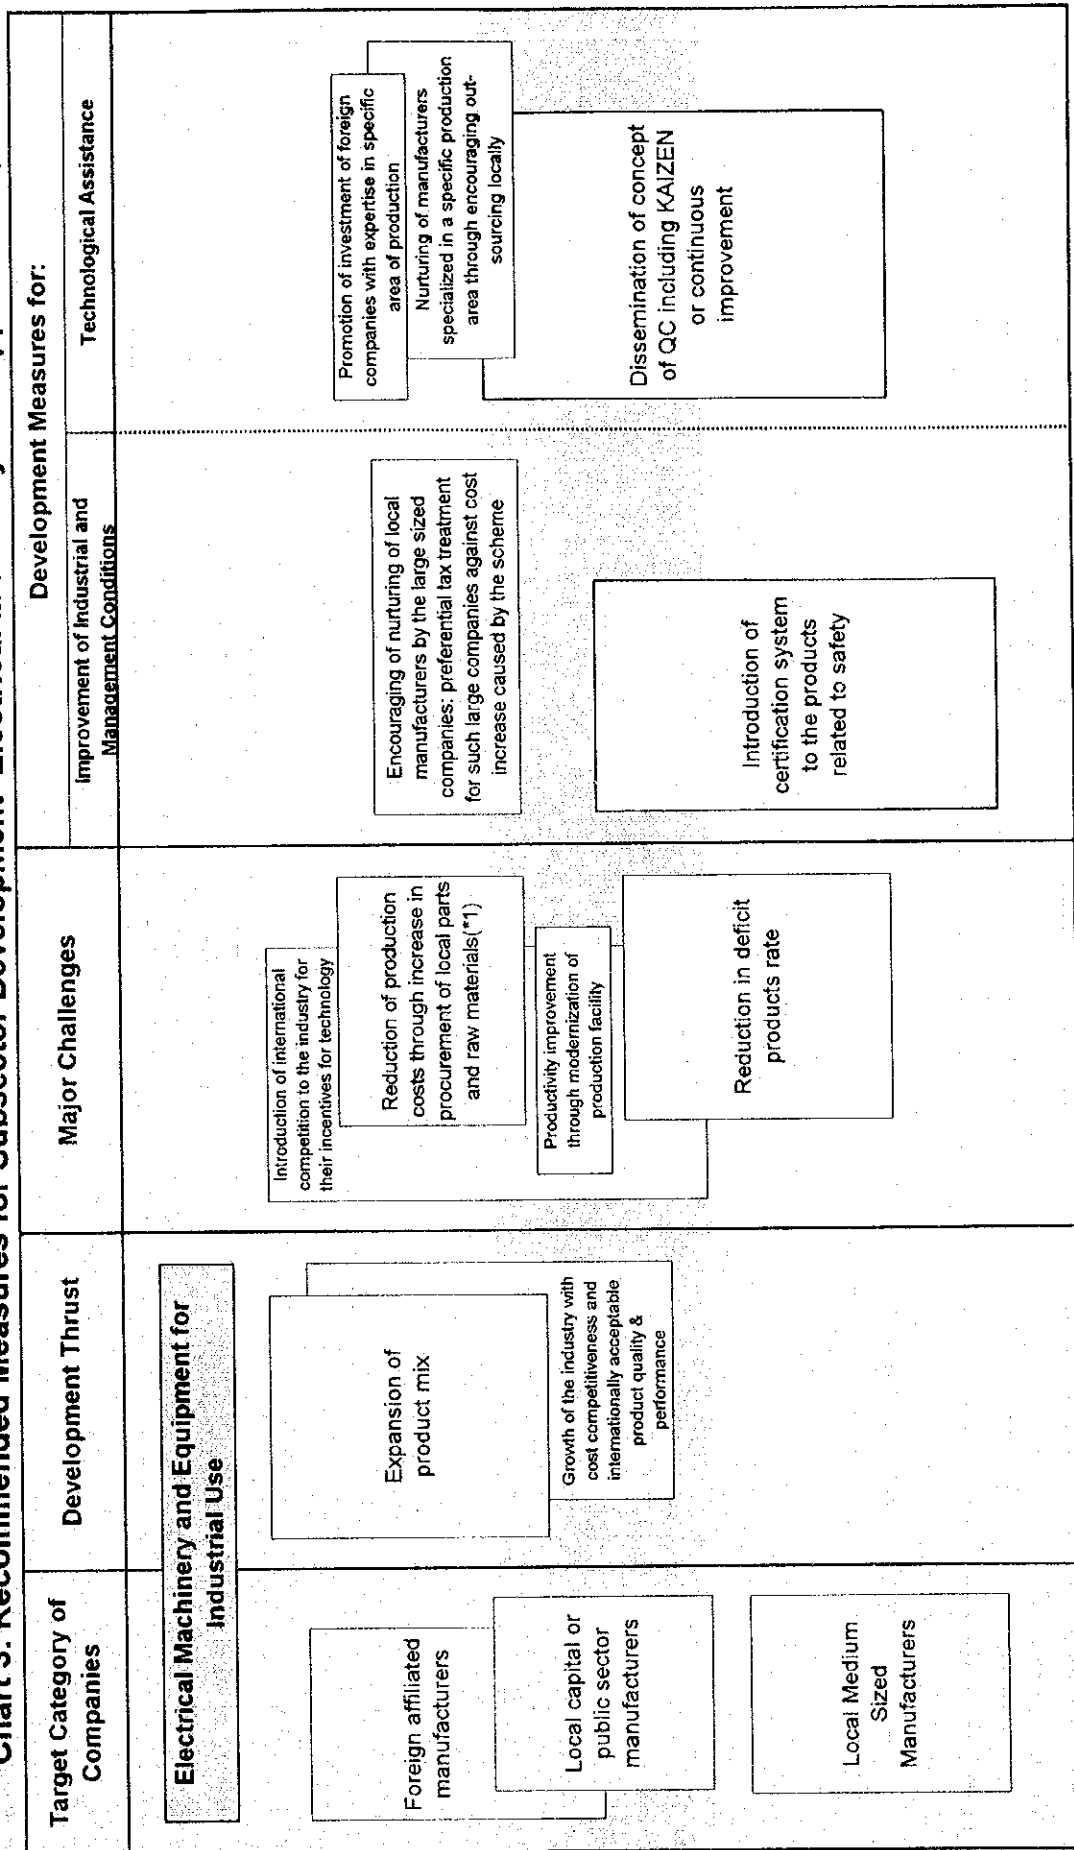 Chart 3. Recommended Measures for Subsector Development
Target Category of
Companies
Development Thrust
Major Challenges
Development Measures for:
Improvement of Industrial and
Management Conditions
Technological Assistance
Electrical Machinery and Equipment for
Industrial Use
Foreign affiliated
manufacturers
Local capital or
public sector
manufacturers
Local Medium
Sized
Manufacturers
Expansion of
product mix
Growth of the industry with
cost competitiveness and
internationally acceptable
product quality &
performance
Introduction of international
competition to the industry for
their incentives for technology
Reduction of production
costs through increase in
procurement of local parts
and raw materials(*1)
Productivity improvement
through modernization of
production facility
Reduction in deficit
products rate
Encouraging of nurturing of local
manufacturers by the large sized
companies: preferential tax treatment
for such large companies against cost
increase caused by the scheme
Introduction of
certification system
to the products
related to safety
Promotion of investment of foreign
companies with expertise in specific
area of production
Nurturing of manufacturers
specialized in a specific production
area through encouraging out-
sourcing locally
Dissemination of concept
of QC including KAIZEN
or continuous
improvement